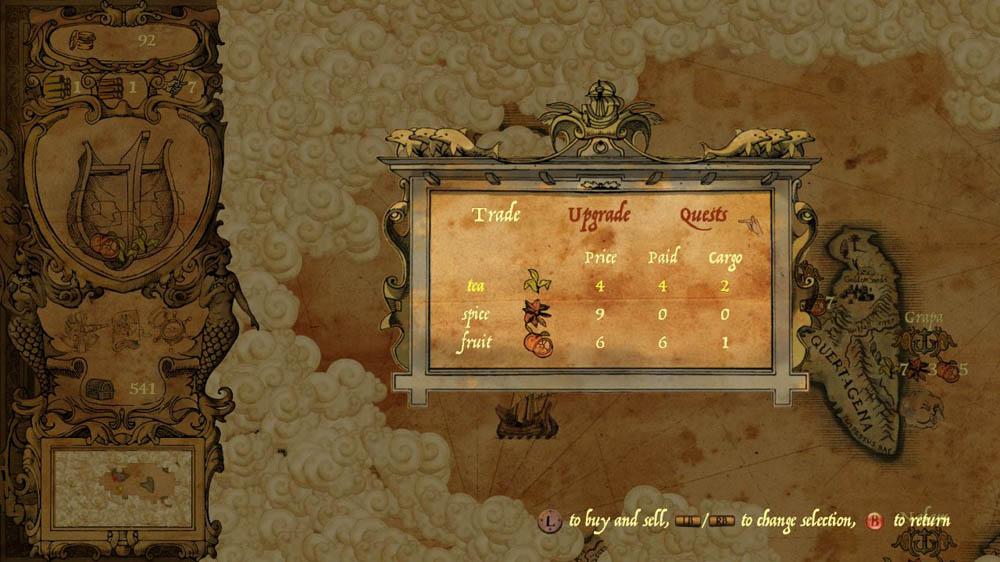 92
1 1 7
541
Trade Upgrade Quests
Price Paid Cargo
tea 4 4 2
spice 9 0 0
fruit 6 6 1
7
Grapa
7 3 5
QUERTAGENA
L to buy and sell, LB / RB to change selection, B to return